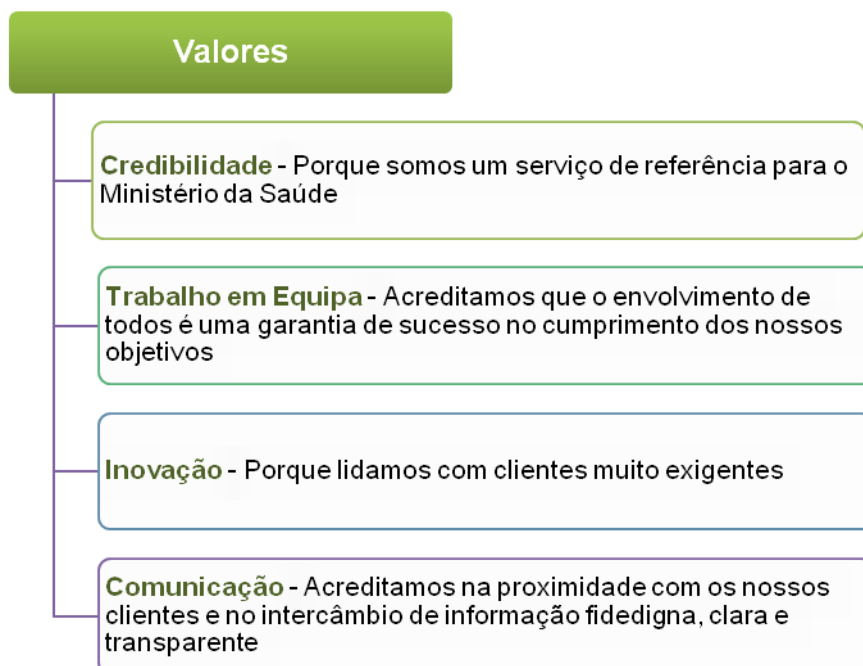 Valores
Credibilidade - Porque somos um serviço de referência para o
Ministério da Saúde
Trabalho em Equipa - Acreditamos que o envolvimento de
todos é uma garantia de sucesso no cumprimento dos nossos
objetivos
Inovação - Porque lidamos com clientes muito exigentes
Comunicação - Acreditamos na proximidade com os nossos
clientes e no intercâmbio de informação fidedigna, clara e
transparente